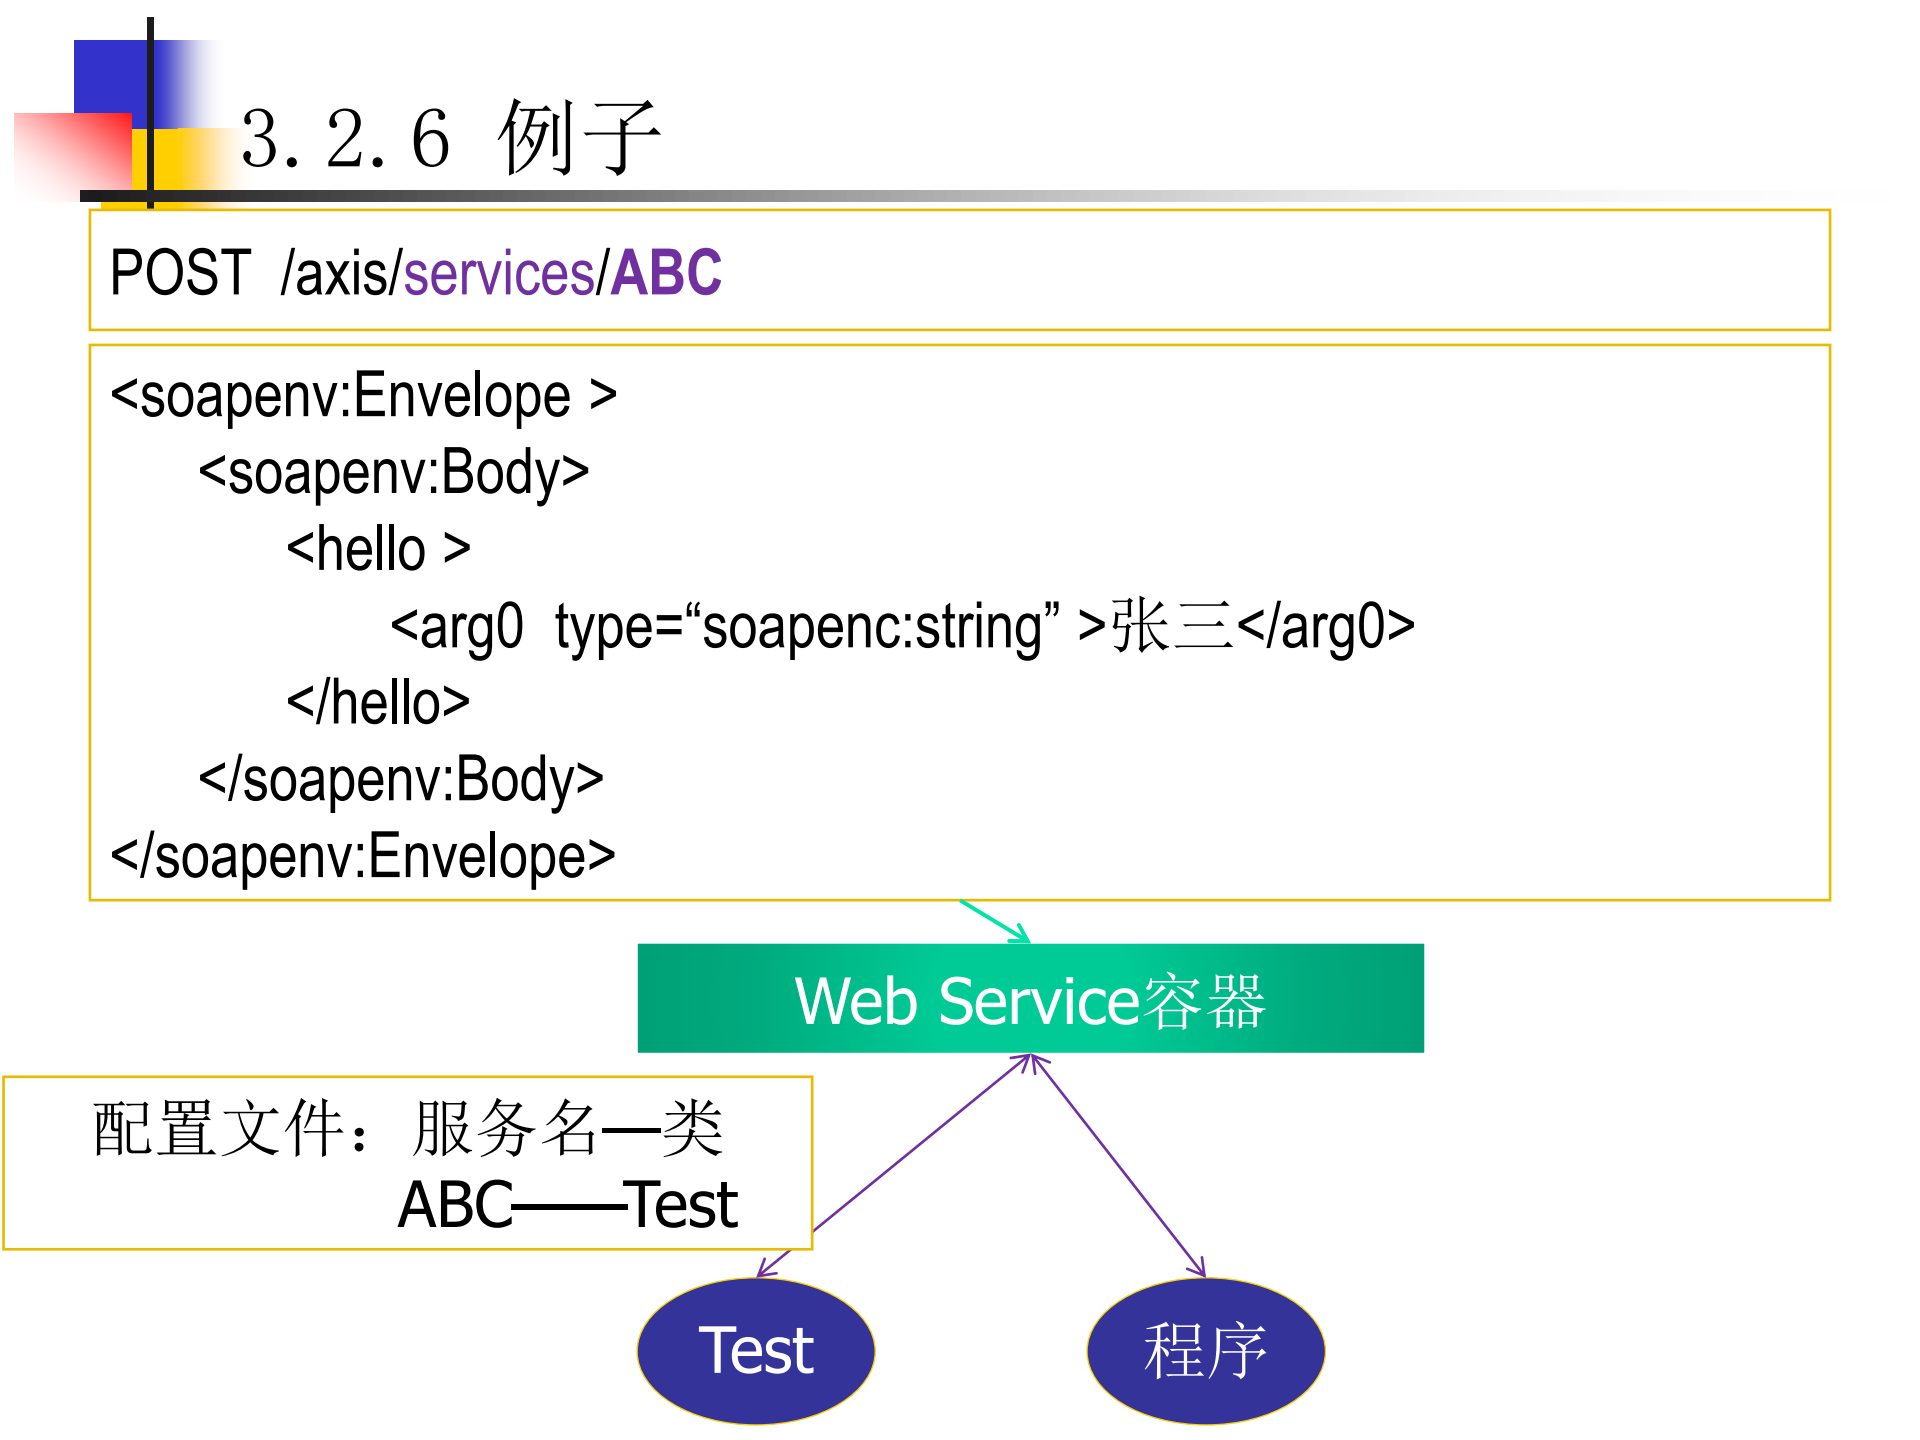 3.2.6 例子
POST /axis/services/ABC
<soapenv:Envelope >
<soapenv:Body>
<hello >
<arg0 type=“soapenc:string” >张三</arg0>
</hello>
</soapenv:Body>
</soapenv:Envelope>
Web Service容器
配置文件：服务名—类
ABC——Test
Test
程序